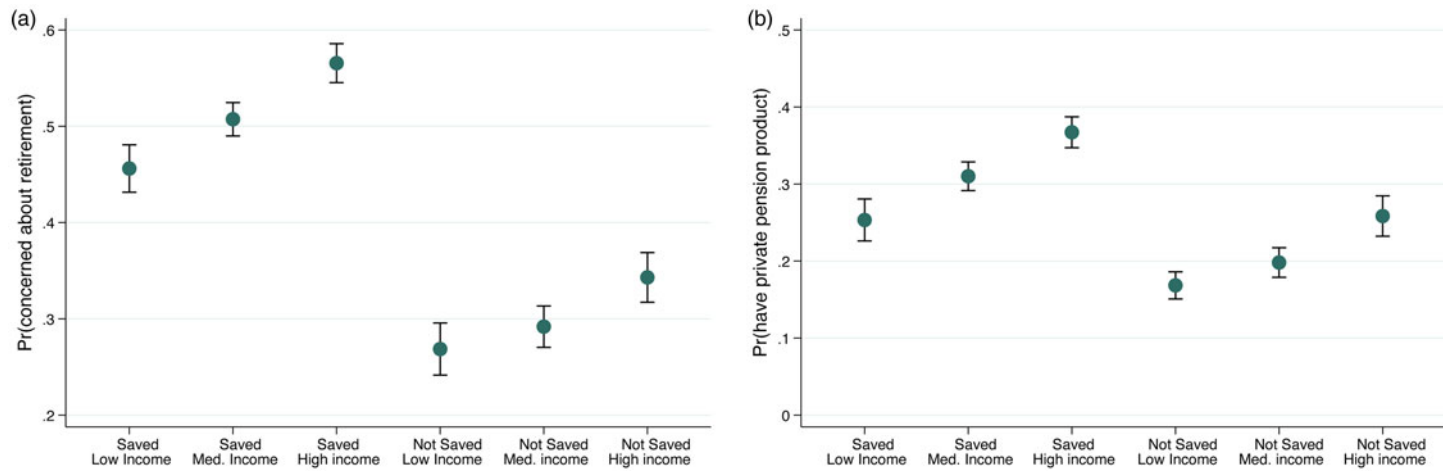 (a)
Pr(concerned about retirement)
.6
.5
.4
.3
.2
Saved
Low Income
Saved
Med. Income
Saved
High income
Not Saved
Low Income
Not Saved
Med. income
Not Saved
High income
(b)
Pr(have private pension product)
.5
.4
.3
.2
.1
0
Saved
Low Income
Saved
Med. Income
Saved
High income
Not Saved
Low Income
Not Saved
Med. income
Not Saved
High income